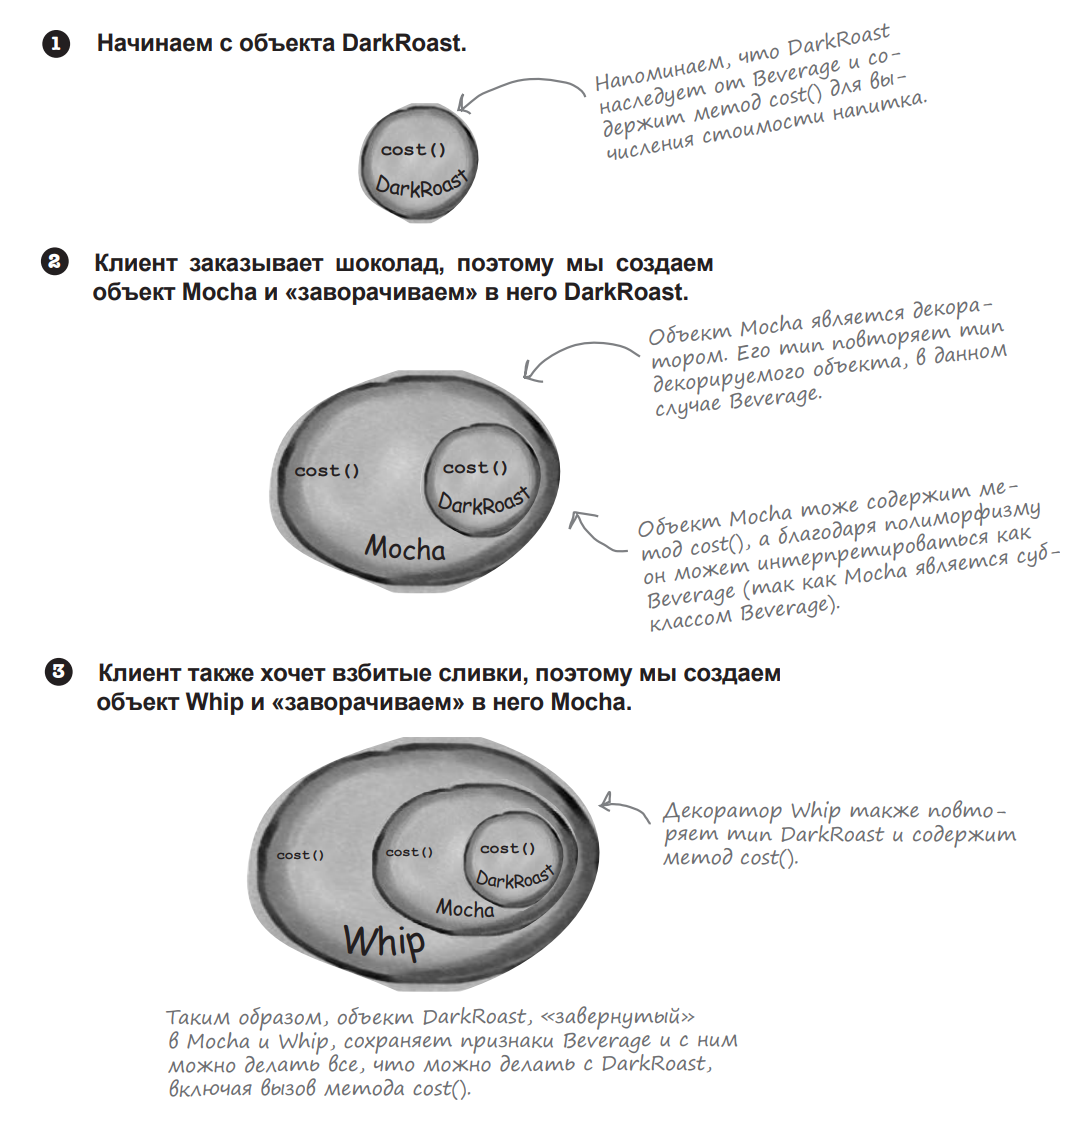 1 Начинаем с объекта DarkRoast.
Напоминаем, что DarkRoast
наследует от Beverage и со-
держит метод cost() для вы-
числения стоимости напитка.
cost()
DarkRoast
2 Клиент заказывает шоколад, поэтому мы создаем
объект Mocha и «заворачиваем» в него DarkRoast.
Объект Mocha является декора-
тором. Его тип повторяет тип
декорируемого объекта, в данном
случае Beverage.
cost()
cost()
DarkRoast
Mocha
Объект Mocha тоже содержит ме-
тод cost(), а благодаря полиморфизму
он может интерпретироваться как
Beverage (так как Mocha является суб-
классом Beverage).
3 Клиент также хочет взбитые сливки, поэтому мы создаем
объект Whip и «заворачиваем» в него Mocha.
Декоратор Whip также повто-
ряет тип DarkRoast и содержит
метод cost().
cost()
cost()
cost()
DarkRoast
Mocha
Whip
Таким образом, объект DarkRoast, «завернутый»
в Mocha и Whip, сохраняет признаки Beverage и с ним
можно делать все, что можно делать с DarkRoast,
включая вызов метода cost().